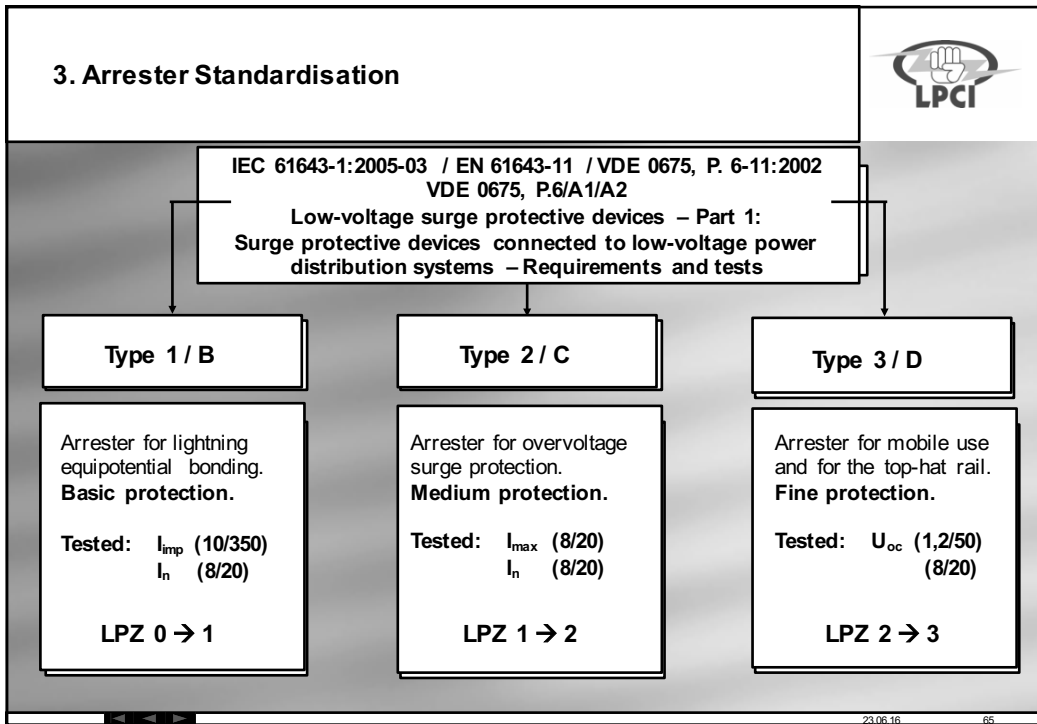 3. Arrester Standardisation
LPCI
IEC 61643-1:2005-03 / EN 61643-11 / VDE 0675, P. 6-11:2002
VDE 0675, P.6/A1/A2
Low-voltage surge protective devices – Part 1:
Surge protective devices connected to low-voltage power
distribution systems – Requirements and tests
Type 1 / B
Arrester for lightning
equipotential bonding.
Basic protection.
Tested: Iimp (10/350)
In (8/20)
LPZ 0 → 1
Type 2 / C
Arrester for overvoltage
surge protection.
Medium protection.
Tested: Imax (8/20)
In (8/20)
LPZ 1 → 2
Type 3 / D
Arrester for mobile use
and for the top-hat rail.
Fine protection.
Tested: Uoc (1,2/50)
(8/20)
LPZ 2 → 3
23.06.16 65